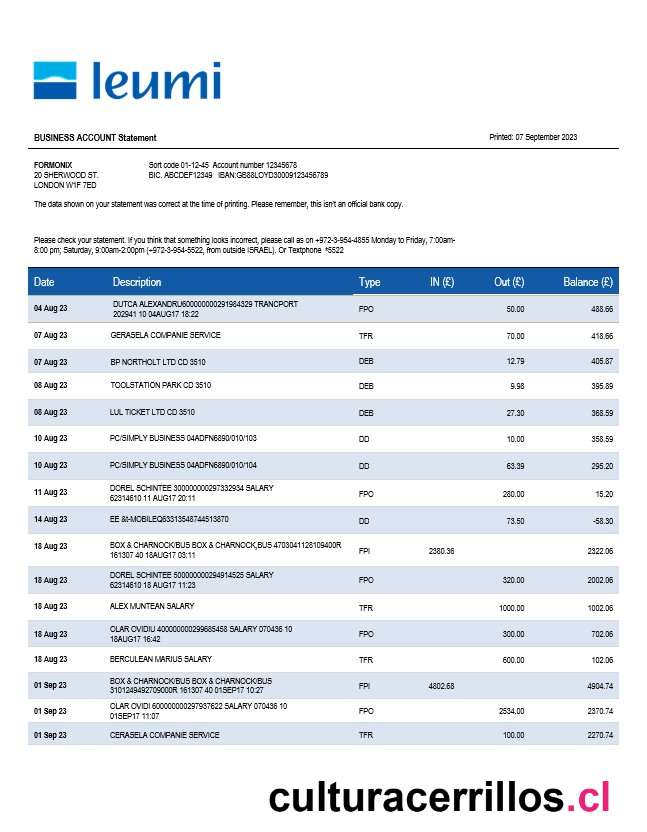 leumi
BUSINESS ACCOUNT Statement
Printed: 07 September 2023
FORMONIX
20 SHERWOOD ST.
LONDON W1F 7ED
Sort code 01-12-45 Account number 12345678
BIC. ABCDEF12349 IBAN:GB88LOYD30009123456789
The data shown on your statement was correct at the time of printing. Please remember, this isn't an official bank copy.
Please check your statement. If you think that something looks incorrect, please call as on +972-3-954-4855 Monday to Friday, 7:00am-
8:00 pm; Saturday, 9:00am-2:00pm (+972-3-954-5522, from outside ISRAEL). Or Textphone *5522
Date Description Type IN (£) Out (£) Balance (£)
04 Aug 23 DUTCA ALEXANDRU600000000291984329 TRANCPORT
202941 10 04AUG17 18:22 FPO 50.00 488.66
07 Aug 23 GERASELA COMPANIE SERVICE TFR 70.00 418.66
07 Aug 23 BP NORTHOLT LTD CD 3510 DEB 12.79 405.87
08 Aug 23 TOOLSTATION PARK CD 3510 DEB 9.98 395.89
08 Aug 23 LUL TICKET LTD CD 3510 DEB 27.30 368.59
10 Aug 23 PC/SIMPLY BUSINESS 04ADFN6890/010/103 DD 10.00 358.59
10 Aug 23 PC/SIMPLY BUSINESS 04ADFN6890/010/104 DD 63.39 295.20
11 Aug 23 DOREL SCHINTEE 300000000297332934 SALARY
62314610 11 AUG17 20:11 FPO 280.00 15.20
14 Aug 23 EE &t-MOBILEQ63313548744513870 DD 73.50 -58.30
18 Aug 23 BOX & CHARNOCK/BUS BOX & CHARNOCK,BUS 4703041128109400R
161307 40 18AUG17 03:11 FPI 2380.36 2322.06
18 Aug 23 DOREL SCHINTEE 500000000294914525 SALARY
62314610 18 AUG17 11:23 FPO 320.00 2002.06
18 Aug 23 ALEX MUNTEAN SALARY TFR 1000.00 1002.06
18 Aug 23 OLAR OVIDIU 400000000299685458 SALARY 070436 10
18AUG17 16:42 FPO 300.00 702.06
18 Aug 23 BERCULEAN MARIUS SALARY TFR 600.00 102.06
01 Sep 23 BOX & CHARNOCK/BUS BOX & CHARNOCK/BUS
3101249492709000R 161307 40 01SEP17 10:27 FPI 4802.68 4904.74
01 Sep 23 OLAR OVIDI 600000000297937622 SALARY 070436 10
01SEP17 11:07 FPO 2534.00 2370.74
01 Sep 23 CERASELA COMPANIE SERVICE TFR 100.00 2270.74
culturacerrillos.cl